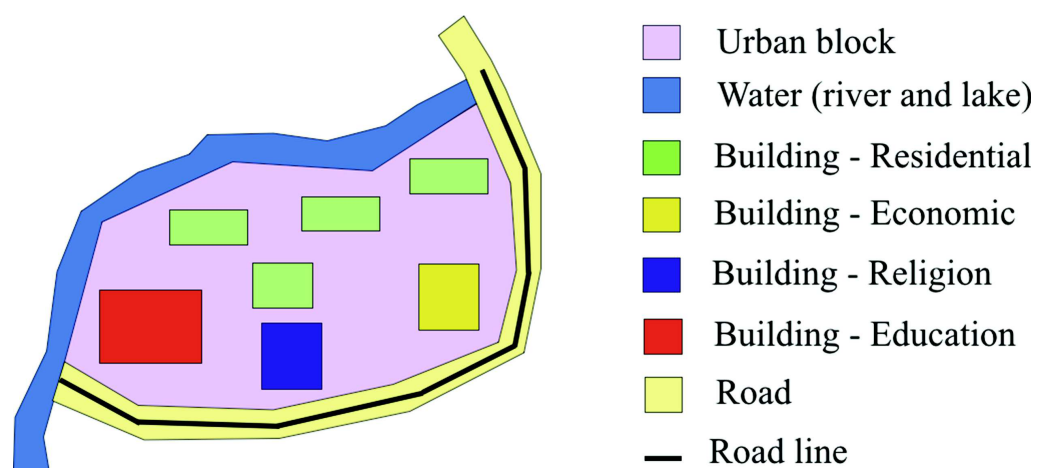 Urban block
Water (river and lake)
Building - Residential
Building - Economic
Building - Religion
Building - Education
Road
Road line